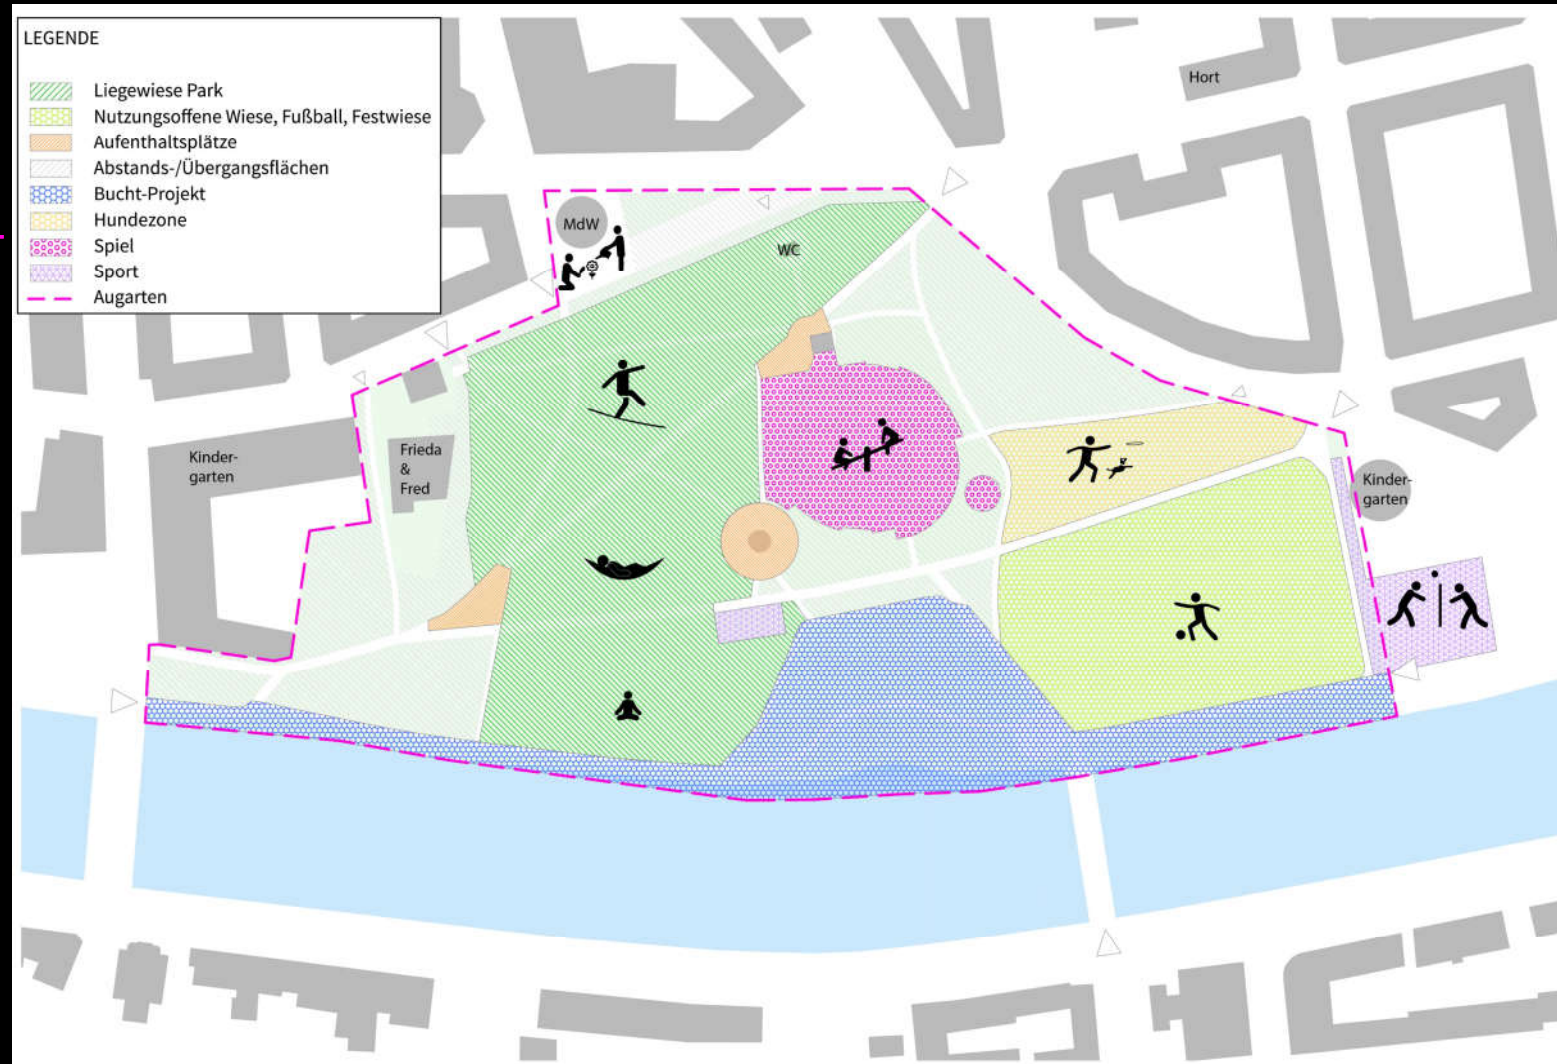 LEGENDE
Liegewiese Park
Nutzungsoffene Wiese, Fußball, Festwiese
Aufenthaltsplätze
Abstands-/Übergangsflächen
Bucht-Projekt
Hundezone
Spiel
Sport
Augarten
Hort
MdW
WC
Kinder-
garten
Frieda
&
Fred
Kinder-
garten